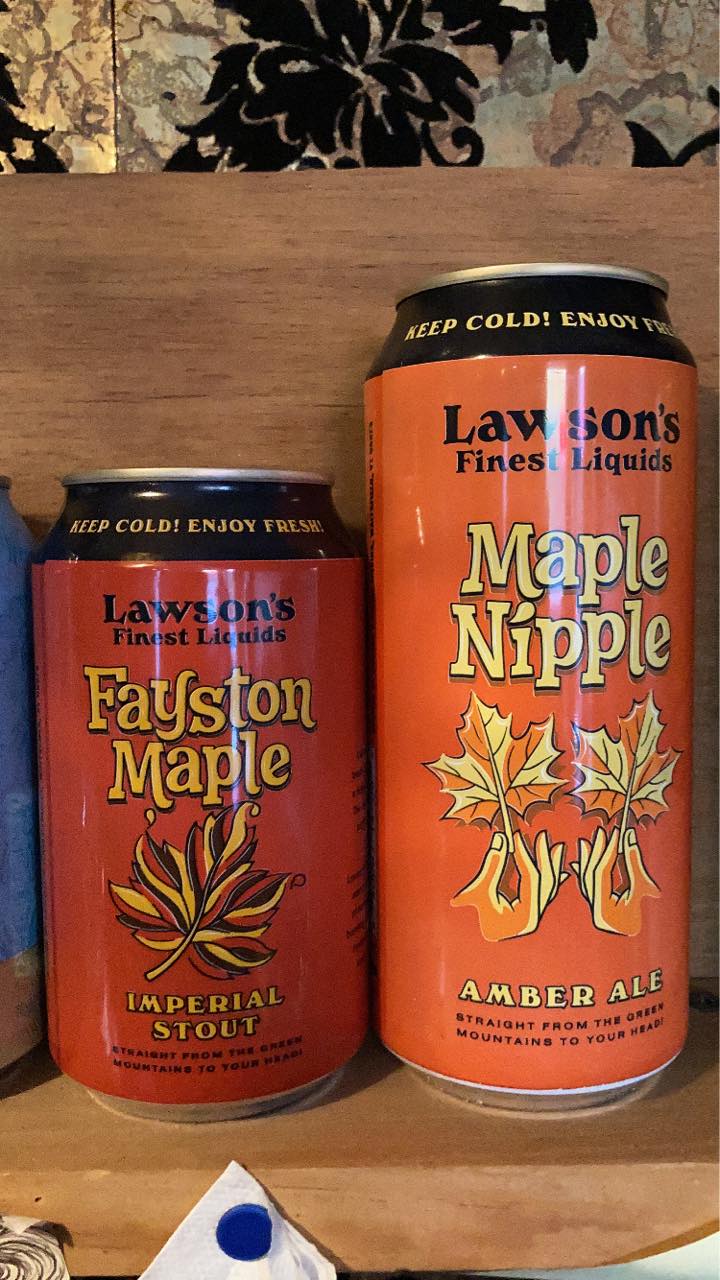 KEEP COLD! ENJOY FRESH!
Lawson's
Finest Liquids
Fayston
Maple
IMPERIAL
STOUT
STRAIGHT FROM THE GREEN
MOUNTAINS TO YOUR HEAD!
KEEP COLD! ENJOY
Lawson's
Finest Liquids
Maple
Nipple
AMBER ALE
STRAIGHT FROM THE GREEN
MOUNTAINS TO YOUR HEAD!